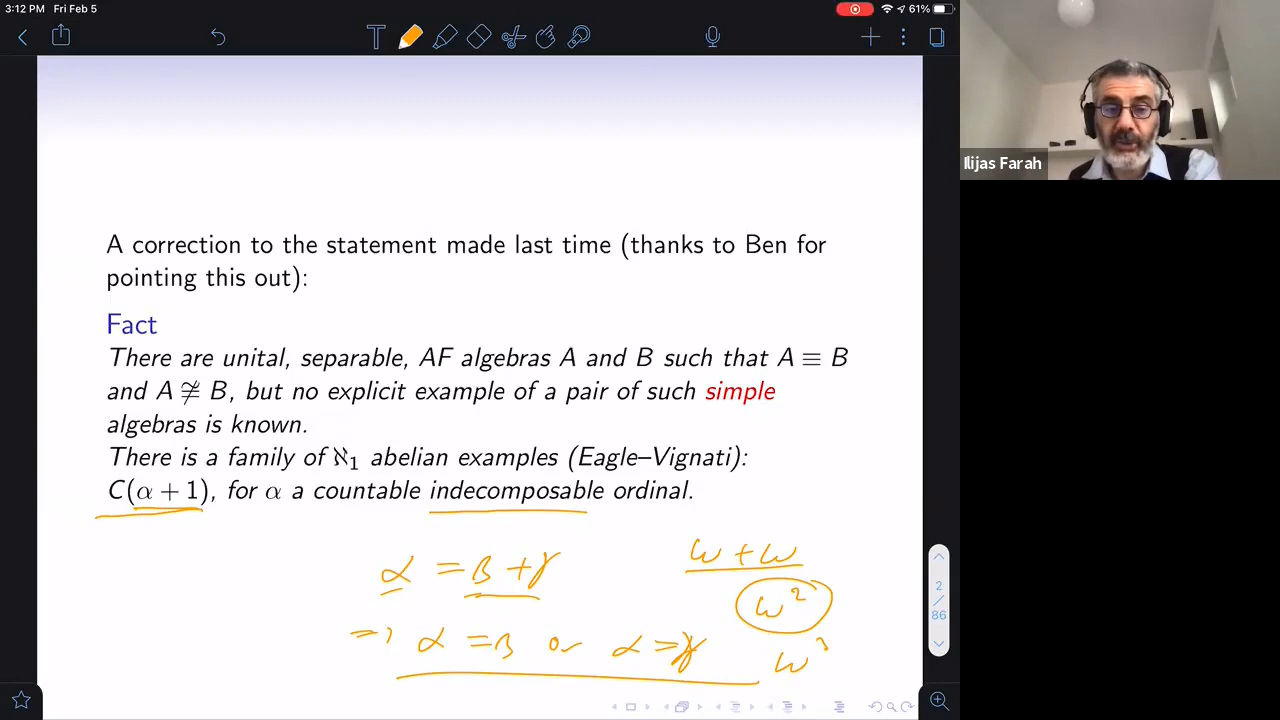 3:12 PM Fri Feb 5
61%
Ilijas Farah
A correction to the statement made last time (thanks to Ben for
pointing this out):
Fact
There are unital, separable, AF algebras A and B such that A ≡ B
and A ≇ B, but no explicit example of a pair of such simple
algebras is known.
There is a family of ℵ₁ abelian examples (Eagle–Vignati):
C(α + 1), for α a countable indecomposable ordinal.
α = β + γ
ω + ω
ω²
⇒ α = β or α = γ
ω³
2
/
86